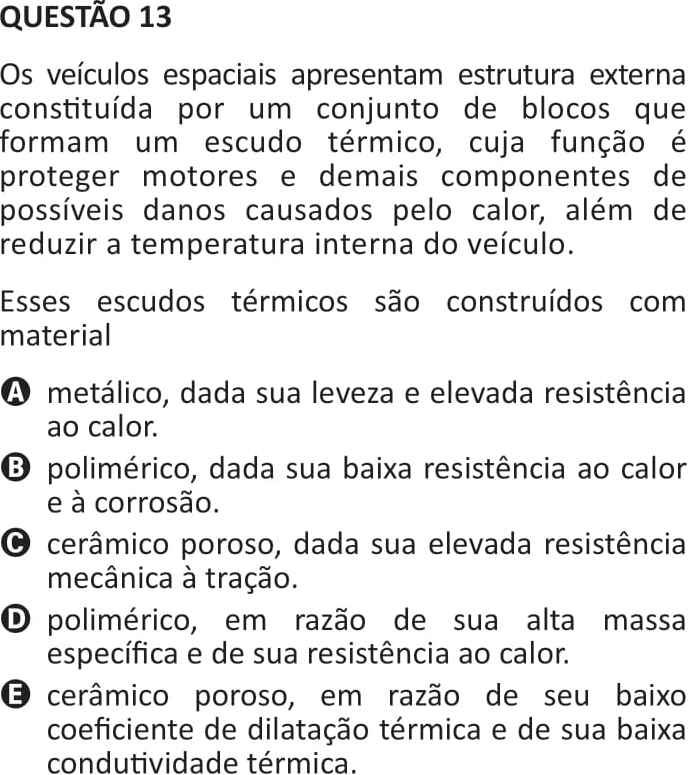 QUESTÃO 13
Os veículos espaciais apresentam estrutura externa
constituída por um conjunto de blocos que
formam um escudo térmico, cuja função é
proteger motores e demais componentes de
possíveis danos causados pelo calor, além de
reduzir a temperatura interna do veículo.
Esses escudos térmicos são construídos com
material
A metálico, dada sua leveza e elevada resistência
ao calor.
B polimérico, dada sua baixa resistência ao calor
e à corrosão.
C cerâmico poroso, dada sua elevada resistência
mecânica à tração.
D polimérico, em razão de sua alta massa
específica e de sua resistência ao calor.
E cerâmico poroso, em razão de seu baixo
coeficiente de dilatação térmica e de sua baixa
condutividade térmica.